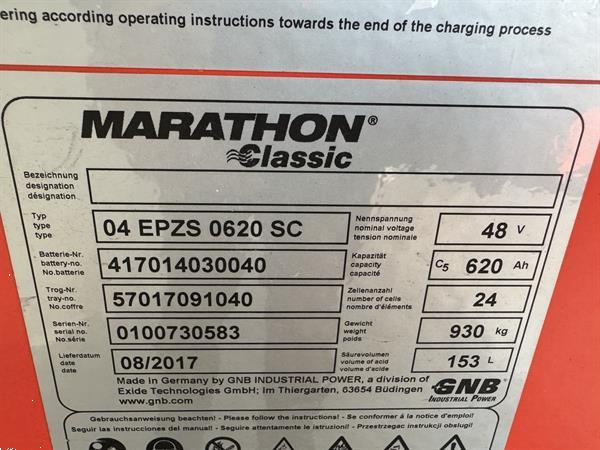 ering according operating instructions towards the end of the charging process
MARATHON®
Classic
Bezeichnung
designation
désignation
Typ
type
type
04 EPZS 0620 SC
Nennspannung
nominal voltage
tension nominale
48 V
Batterie-Nr.
battery-no.
No.batterie
417014030040
Kapazität
capacity
capacité
C5 620 Ah
Trog-Nr.
tray-no.
No.coffre
57017091040
Zellenanzahl
number of cells
nombre d'éléments
24
Serien-Nr.
serial no.
No.série
0100730583
Gewicht
weight
poids
930 kg
Lieferdatum
date
date
08/2017
Säurevolumen
volume of acid
volume d'acide
153 L
Made in Germany by GNB INDUSTRIAL POWER, a division of
Exide Technologies GmbH; Im Thiergarten, 63654 Büdingen
www.gnb.com
GNB
INDUSTRIAL POWER
Gebrauchsanweisung beachten! - Please follow the instructions! - Se conformer à la notice d'emploi!
Seguir las instrucciones del manual! - Seguire attentamente le istruzioni! - Przestrzegac instrukcji obslugi!